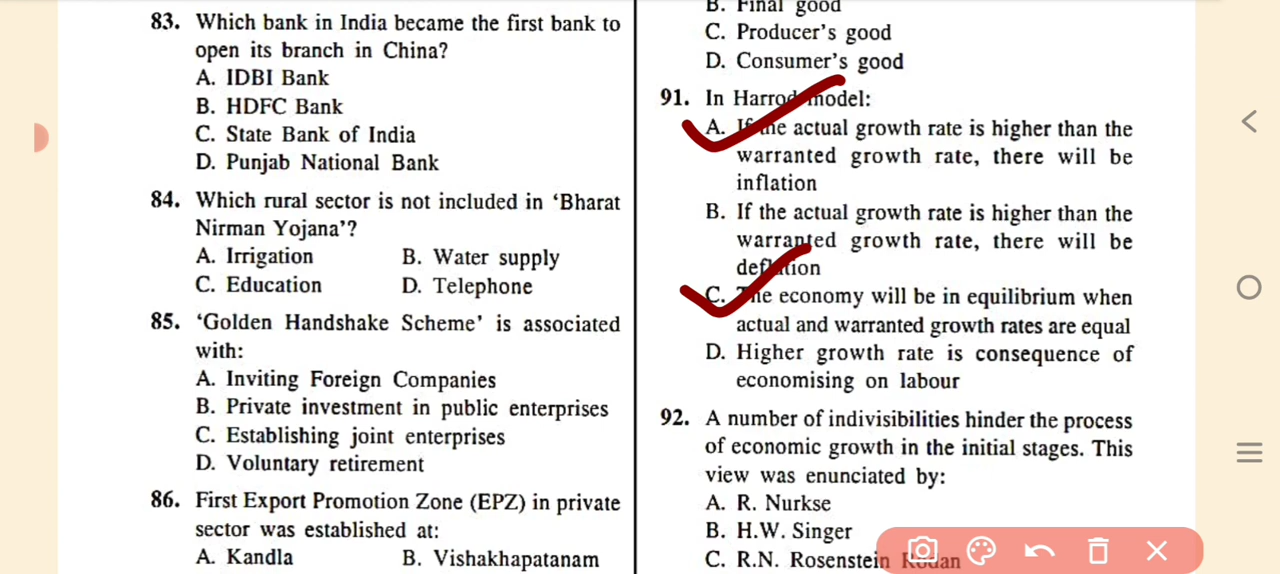 83. Which bank in India became the first bank to
open its branch in China?
A. IDBI Bank
B. HDFC Bank
C. State Bank of India
D. Punjab National Bank
84. Which rural sector is not included in ‘Bharat
Nirman Yojana’?
A. Irrigation B. Water supply
C. Education D. Telephone
85. ‘Golden Handshake Scheme’ is associated
with:
A. Inviting Foreign Companies
B. Private investment in public enterprises
C. Establishing joint enterprises
D. Voluntary retirement
86. First Export Promotion Zone (EPZ) in private
sector was established at:
A. Kandla B. Vishakhapatanam
B. Final good
C. Producer’s good
D. Consumer’s good
91. In Harrod model:
A. If the actual growth rate is higher than the
warranted growth rate, there will be
inflation
B. If the actual growth rate is higher than the
warranted growth rate, there will be
deflation
C. The economy will be in equilibrium when
actual and warranted growth rates are equal
D. Higher growth rate is consequence of
economising on labour
92. A number of indivisibilities hinder the process
of economic growth in the initial stages. This
view was enunciated by:
A. R. Nurkse
B. H.W. Singer
C. R.N. Rosenstein Rodan